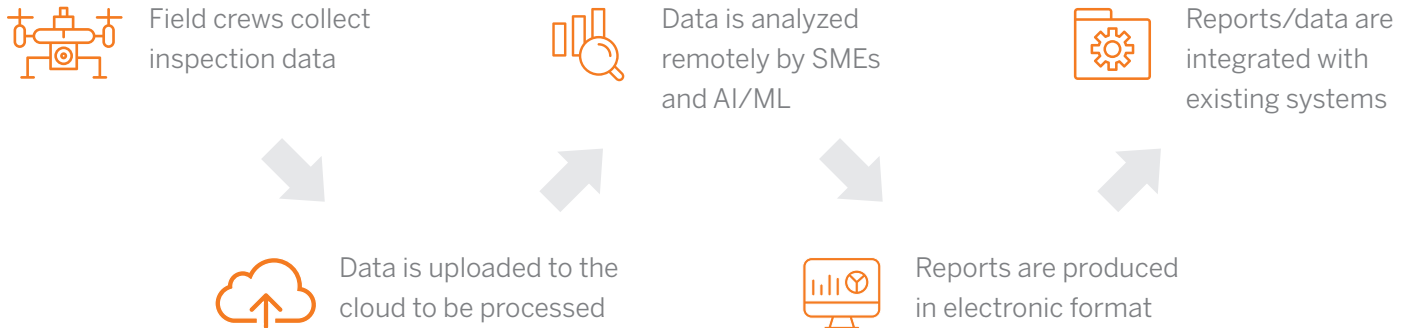 Field crews collect
inspection data
Data is uploaded to the
cloud to be processed
Data is analyzed
remotely by SMEs
and AI/ML
Reports are produced
in electronic format
Reports/data are
integrated with
existing systems